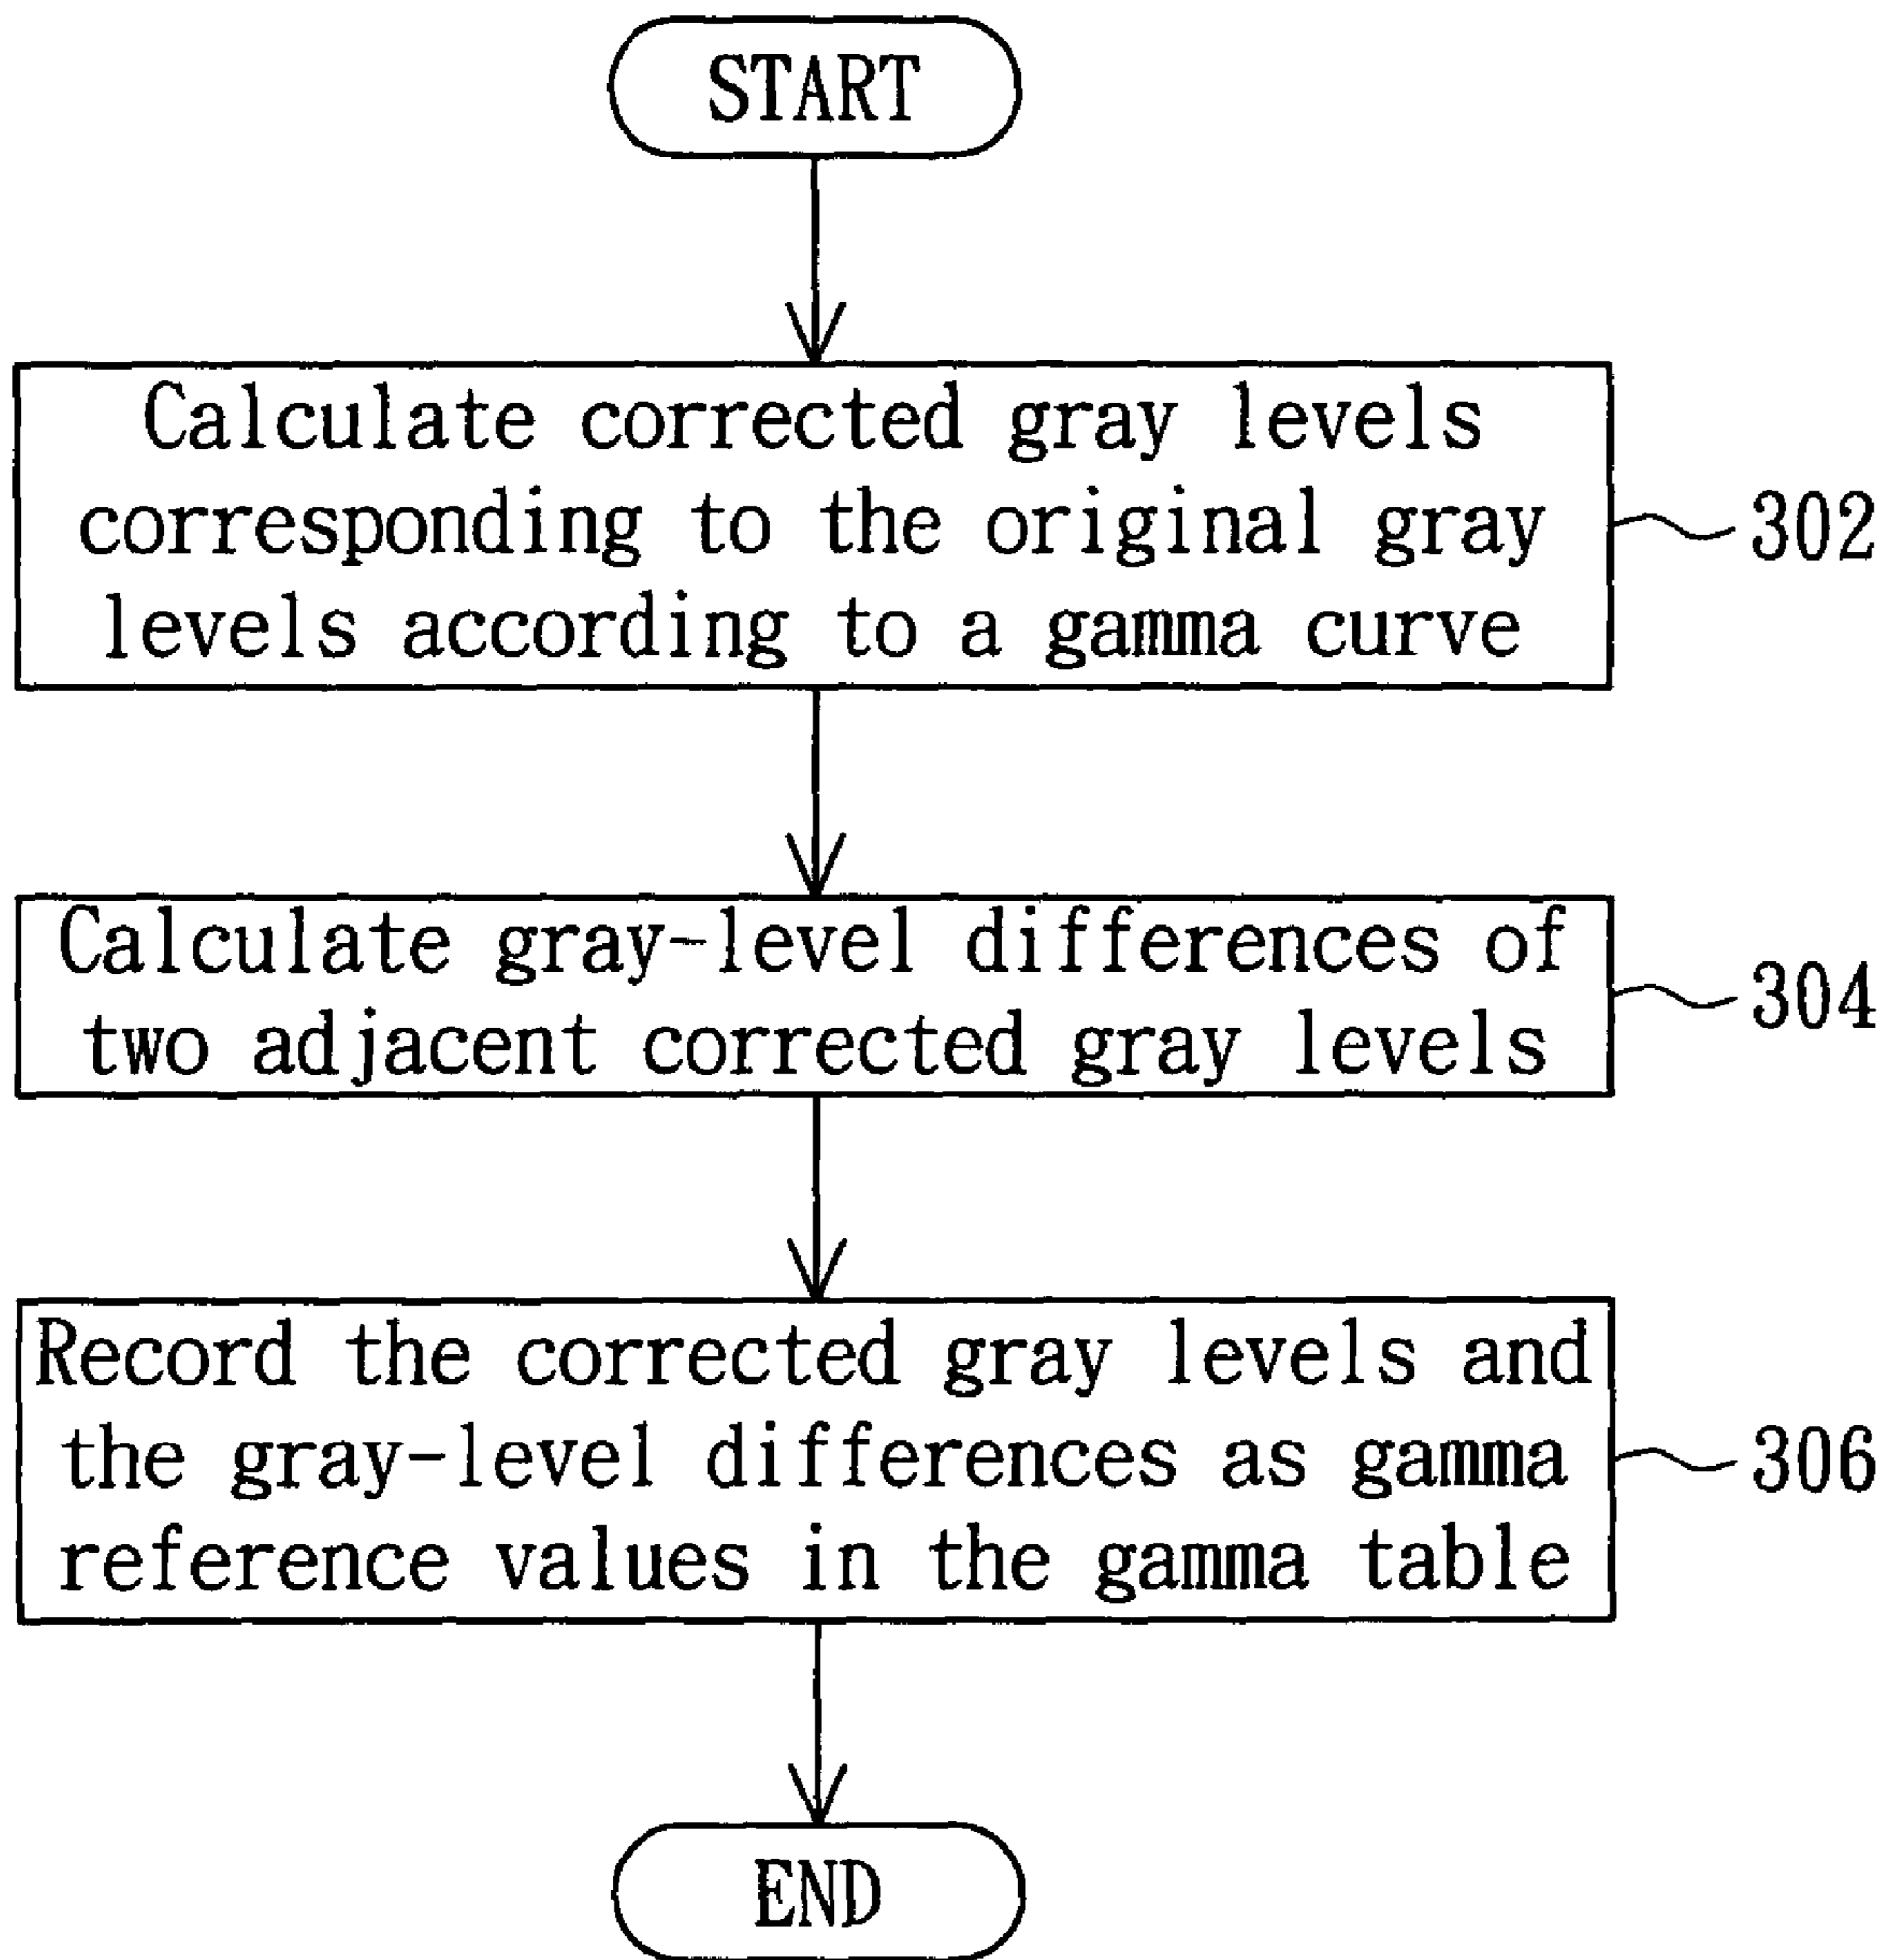 START
Calculate corrected gray levels
corresponding to the original gray
levels according to a gamma curve
302
Calculate gray-level differences of
two adjacent corrected gray levels
304
Record the corrected gray levels and
the gray-level differences as gamma
reference values in the gamma table
306
END